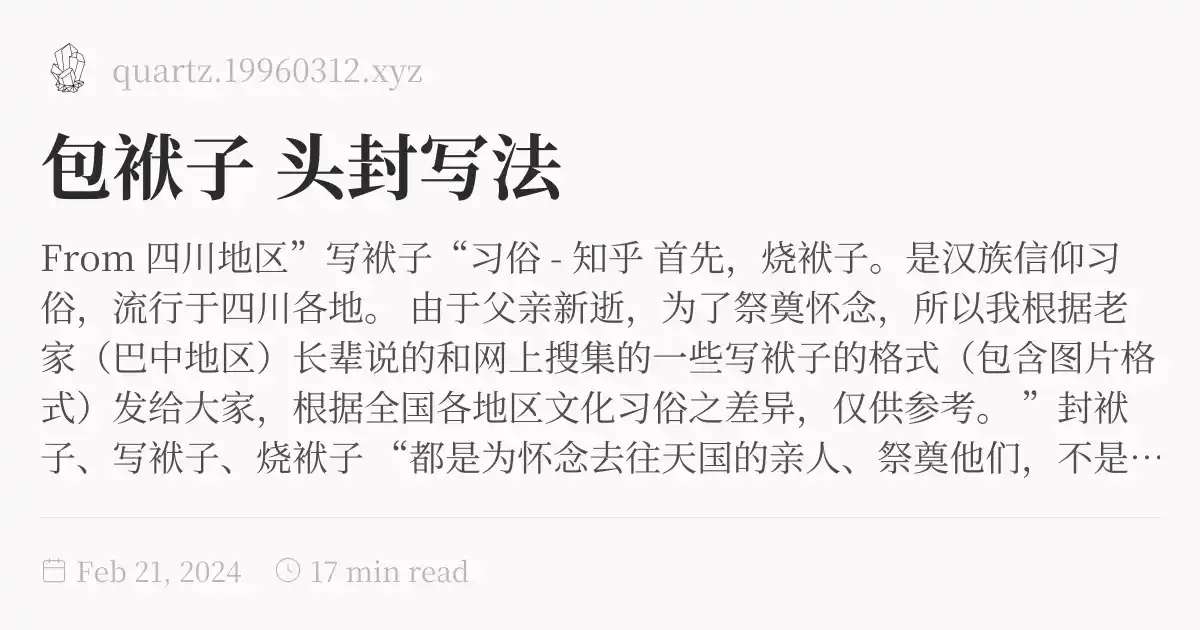 quartz.19960312.xyz
包袱子 头封写法
From 四川地区”写袱子“习俗 - 知乎 首先，烧袱子。是汉族信仰习
俗，流行于四川各地。 由于父亲新逝，为了祭奠怀念，所以我根据老
家（巴中地区）长辈说的和网上搜集的一些写袱子的格式（包含图片格
式）发给大家，根据全国各地区文化习俗之差异，仅供参考。 ”封袱
子、写袱子、烧袱子 “都是为怀念去往天国的亲人、祭奠他们，不是…
Feb 21, 2024 17 min read